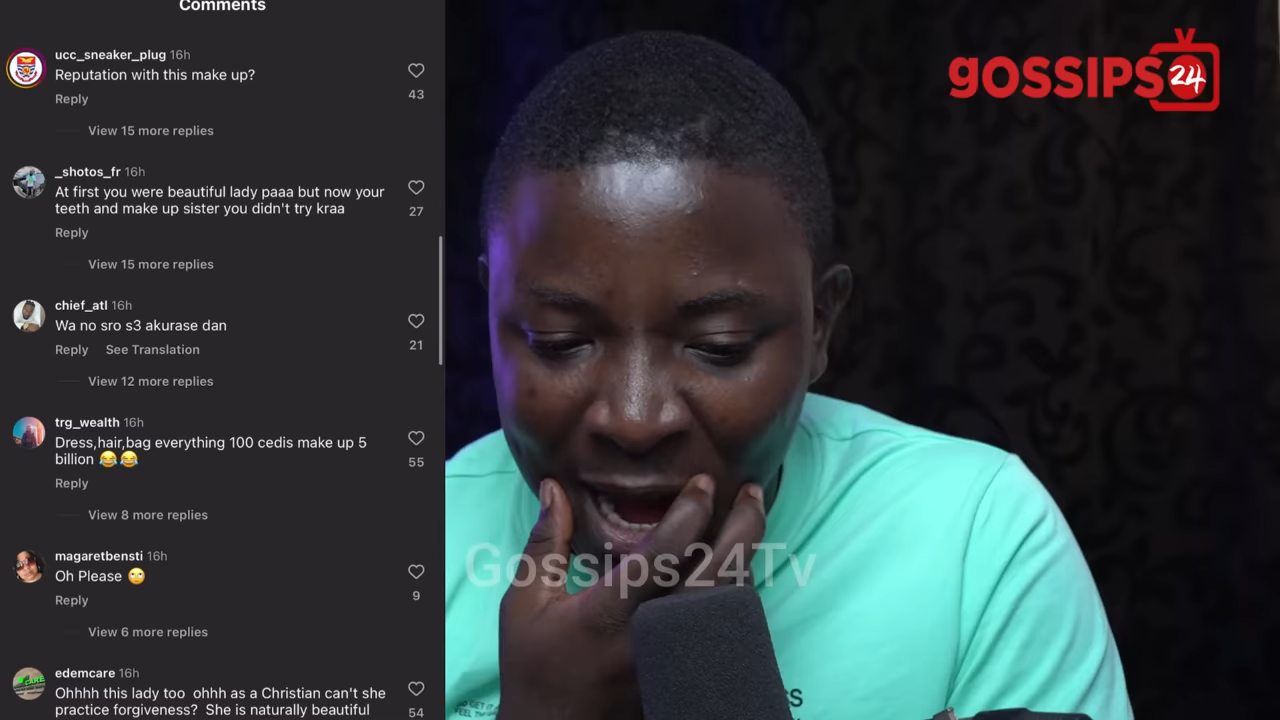 Comments
ucc_sneaker_plug 16h
Reputation with this make up?
43
Reply
View 15 more replies
_shotos_fr 16h
At first you were beautiful lady paaa but now your
teeth and make up sister you didn't try kraa
27
Reply
View 15 more replies
chief_atl 16h
Wa no sro s3 akurase dan
21
Reply See Translation
View 12 more replies
trg_wealth 16h
Dress,hair,bag everything 100 cedis make up 5
billion 😂😂
55
Reply
View 8 more replies
magaretbensti 16h
Oh Please 🙄
9
Reply
View 6 more replies
edemcare 16h
Ohhhh this lady too ohhh as a Christian can't she
practice forgiveness? She is naturally beautiful
54
gOSSIPS24
Gossips24Tv